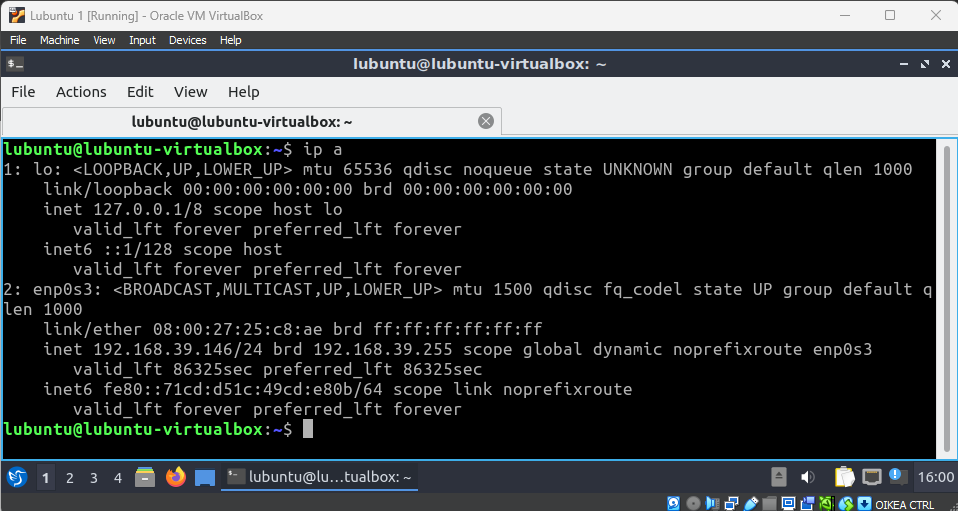 Lubuntu 1 [Running] - Oracle VM VirtualBox
File Machine View Input Devices Help
lubuntu@lubuntu-virtualbox: ~
File Actions Edit View Help
lubuntu@lubuntu-virtualbox: ~
lubuntu@lubuntu-virtualbox:~$ ip a
1: lo: <LOOPBACK,UP,LOWER_UP> mtu 65536 qdisc noqueue state UNKNOWN group default qlen 1000
    link/loopback 00:00:00:00:00:00 brd 00:00:00:00:00:00
    inet 127.0.0.1/8 scope host lo
       valid_lft forever preferred_lft forever
    inet6 ::1/128 scope host
       valid_lft forever preferred_lft forever
2: enp0s3: <BROADCAST,MULTICAST,UP,LOWER_UP> mtu 1500 qdisc fq_codel state UP group default q
len 1000
    link/ether 08:00:27:25:c8:ae brd ff:ff:ff:ff:ff:ff
    inet 192.168.39.146/24 brd 192.168.39.255 scope global dynamic noprefixroute enp0s3
       valid_lft 86325sec preferred_lft 86325sec
    inet6 fe80::71cd:d51c:49cd:e80b/64 scope link noprefixroute
       valid_lft forever preferred_lft forever
lubuntu@lubuntu-virtualbox:~$
1 2 3 4 lubuntu@lu...tualbox: ~ 16:00
OIKEA CTRL